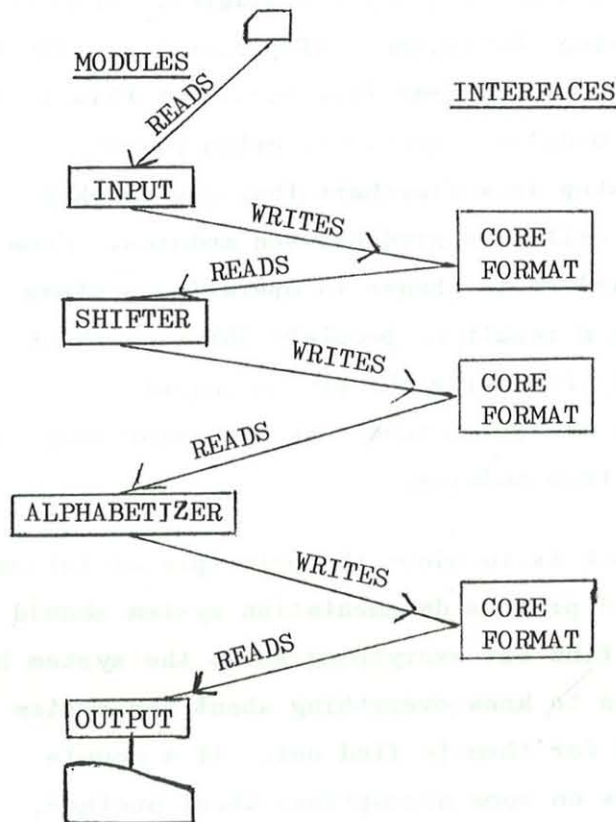 MODULES
INTERFACES
READS
INPUT
WRITES
CORE
FORMAT
READS
SHIFTER
WRITES
CORE
FORMAT
READS
ALPHABETIZER
WRITES
CORE
FORMAT
READS
OUTPUT